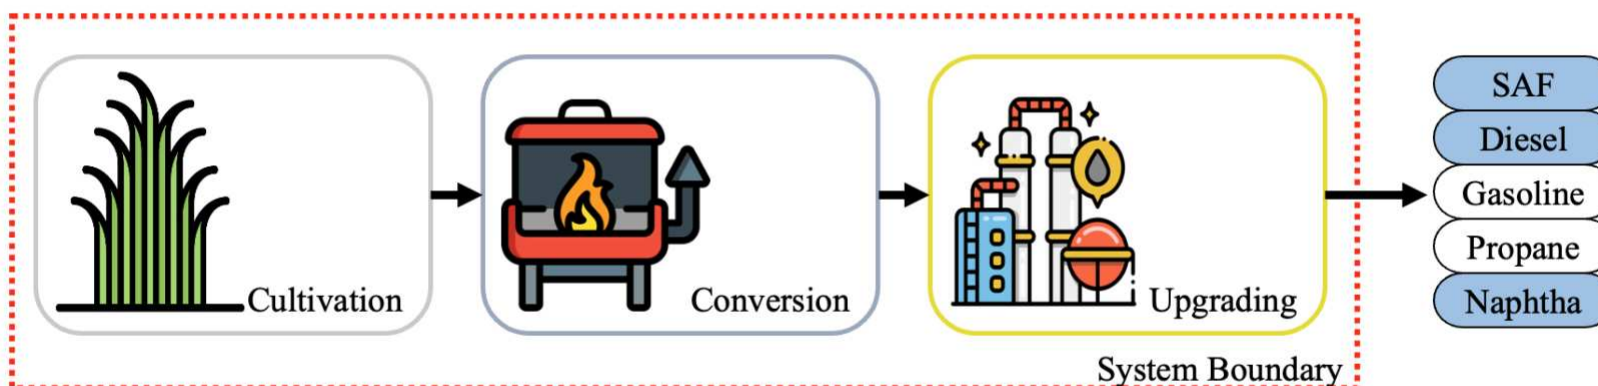 SAF
Diesel
Gasoline
Propane
Naphtha
Cultivation
Conversion
Upgrading
System Boundary